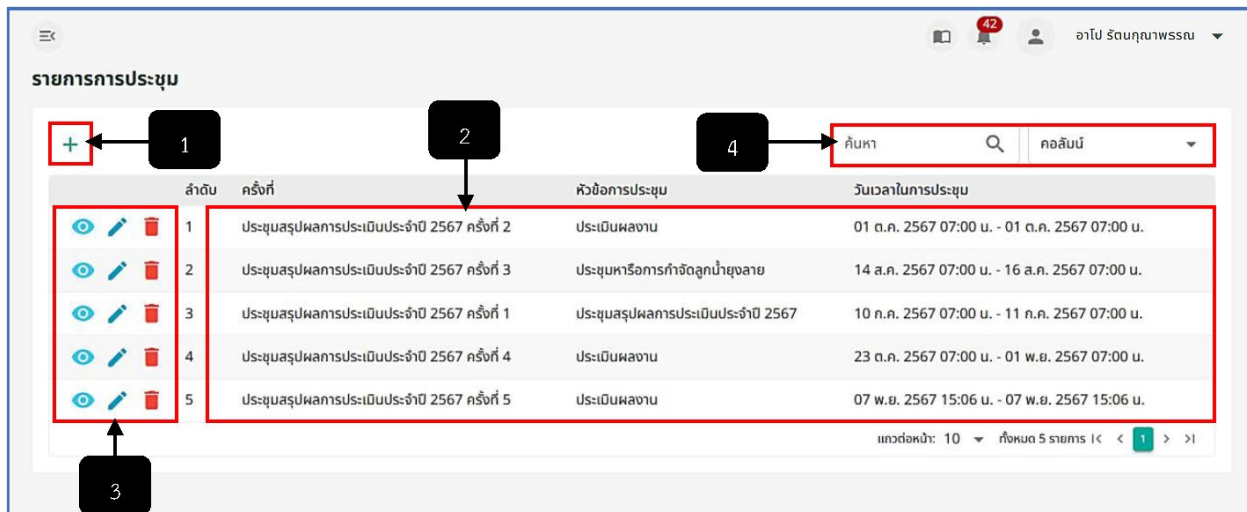 42
อาโป รัตนกุณาพรรณ
รายการการประชุม
+ 1 2 4 ค้นหา คอลัมน์
ลำดับ ครั้งที่ หัวข้อการประชุม วันเวลาในการประชุม
1 ประชุมสรุปผลการประเมินประจำปี 2567 ครั้งที่ 2 ประเมินผลงาน 01 ต.ค. 2567 07:00 น. - 01 ต.ค. 2567 07:00 น.
2 ประชุมสรุปผลการประเมินประจำปี 2567 ครั้งที่ 3 ประชุมหารือการกำจัดลูกน้ำยุงลาย 14 ส.ค. 2567 07:00 น. - 16 ส.ค. 2567 07:00 น.
3 ประชุมสรุปผลการประเมินประจำปี 2567 ครั้งที่ 1 ประชุมสรุปผลการประเมินประจำปี 2567 10 ก.ค. 2567 07:00 น. - 11 ก.ค. 2567 07:00 น.
4 ประชุมสรุปผลการประเมินประจำปี 2567 ครั้งที่ 4 ประเมินผลงาน 23 ต.ค. 2567 07:00 น. - 01 พ.ย. 2567 07:00 น.
5 ประชุมสรุปผลการประเมินประจำปี 2567 ครั้งที่ 5 ประเมินผลงาน 07 พ.ย. 2567 15:06 น. - 07 พ.ย. 2567 15:06 น.
แถวต่อหน้า: 10 ทั้งหมด 5 รายการ |< < 1 > >|
3